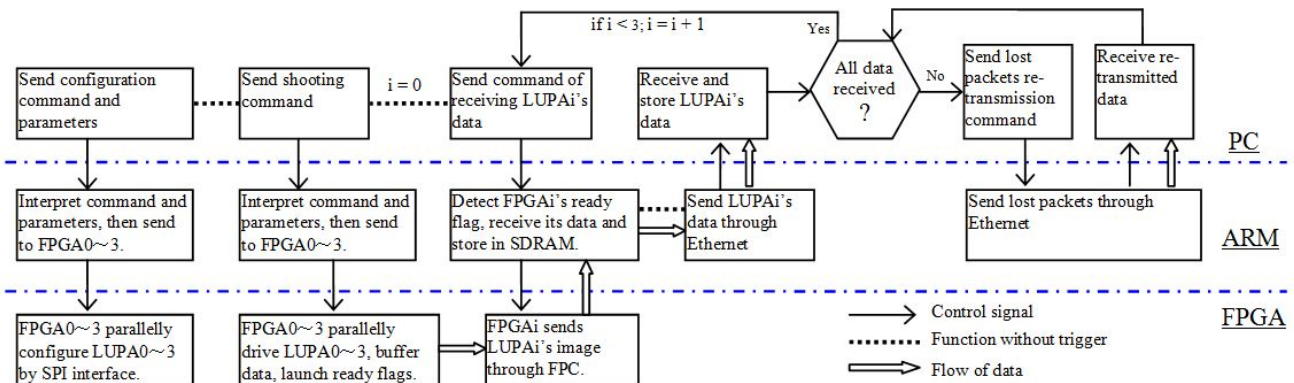 if i < 3; i = i + 1
Yes
Send configuration
command and
parameters
Send shooting
command
i = 0
Send command of
receiving LUPAi's
data
Receive and
store LUPAi's
data
All data
received
?
No
Send lost
packets re-
transmission
command
Receive re-
transmitted
data
PC
Interpret command and
parameters, then send
to FPGA0～3.
Interpret command and
parameters, then send
to FPGA0～3.
Detect FPGAi's ready
flag, receive its data and
store in SDRAM.
Send LUPAi's
data through
Ethernet
Send lost packets through
Ethernet
ARM
FPGA0～3 parallelly
configure LUPA0～3
by SPI interface.
FPGA0～3 parallelly
drive LUPA0～3, buffer
data, launch ready flags.
FPGAi sends
LUPAi's image
through FPC.
Control signal
Function without trigger
Flow of data
FPGA